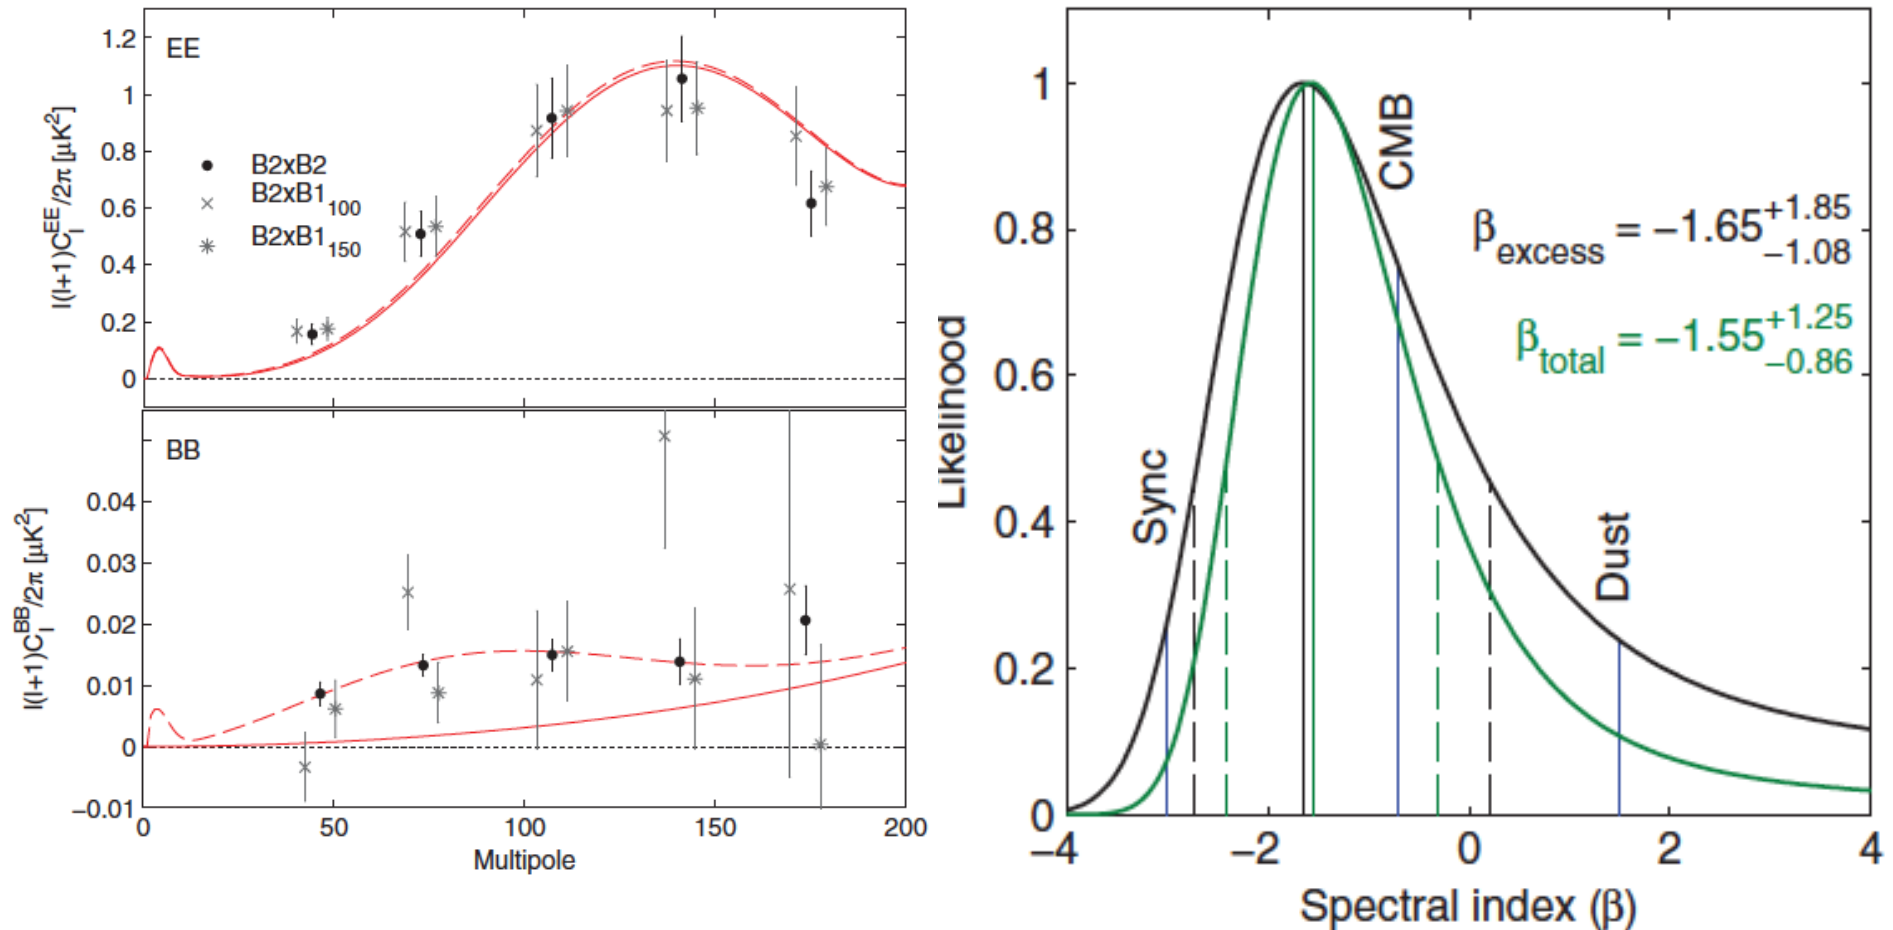 1.2
EE
1
0.8
0.6
0.4
0.2
0
l(l+1)C_l^EE/2π [μK²]
B2xB2
B2xB1_100
B2xB1_150
BB
0.04
0.03
0.02
0.01
0
−0.01
l(l+1)C_l^BB/2π [μK²]
0 50 100 150 200
Multipole
1
0.8
0.6
0.4
0.2
0
Likelihood
Sync
CMB
Dust
β_excess = −1.65 +1.85 −1.08
β_total = −1.55 +1.25 −0.86
−4 −2 0 2 4
Spectral index (β)